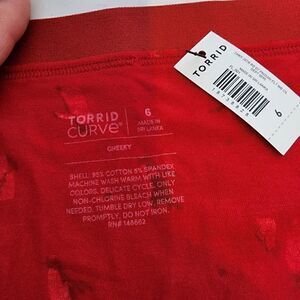 TORRID
CURVE®
6
MADE IN
SRI LANKA
CHEEKY
SHELL: 95% COTTON 5% SPANDEX
MACHINE WASH WARM WITH LIKE
COLORS, DELICATE CYCLE. ONLY
NON-CHLORINE BLEACH WHEN
NEEDED. TUMBLE DRY LOW, REMOVE
PROMPTLY. DO NOT IRON.
RN# 148662
TORRID
6